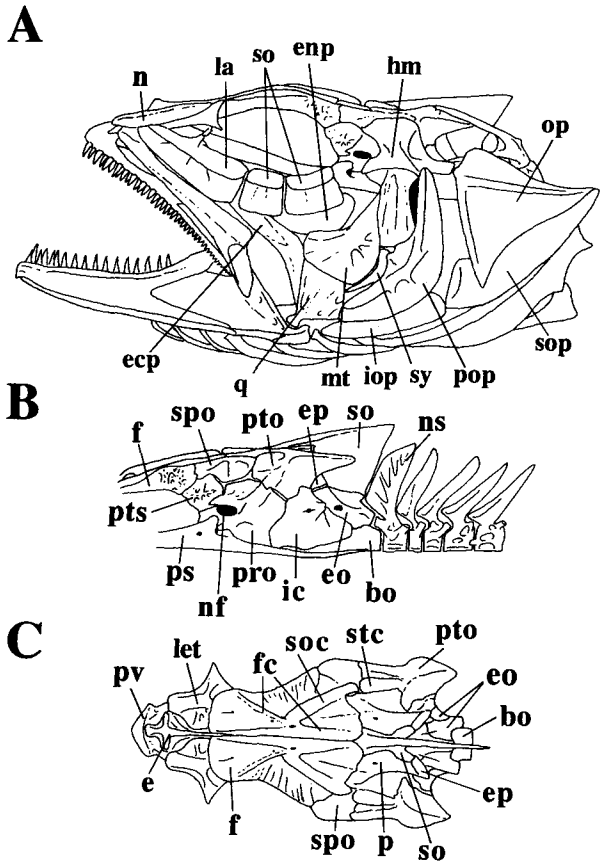 A
n la so enp hm op
ecp q mt iop sy pop sop
B
f spo pto ep so ns
pts ps nf pro ic eo bo
C
pv let fc soc stc pto eo bo
e f spo p so ep